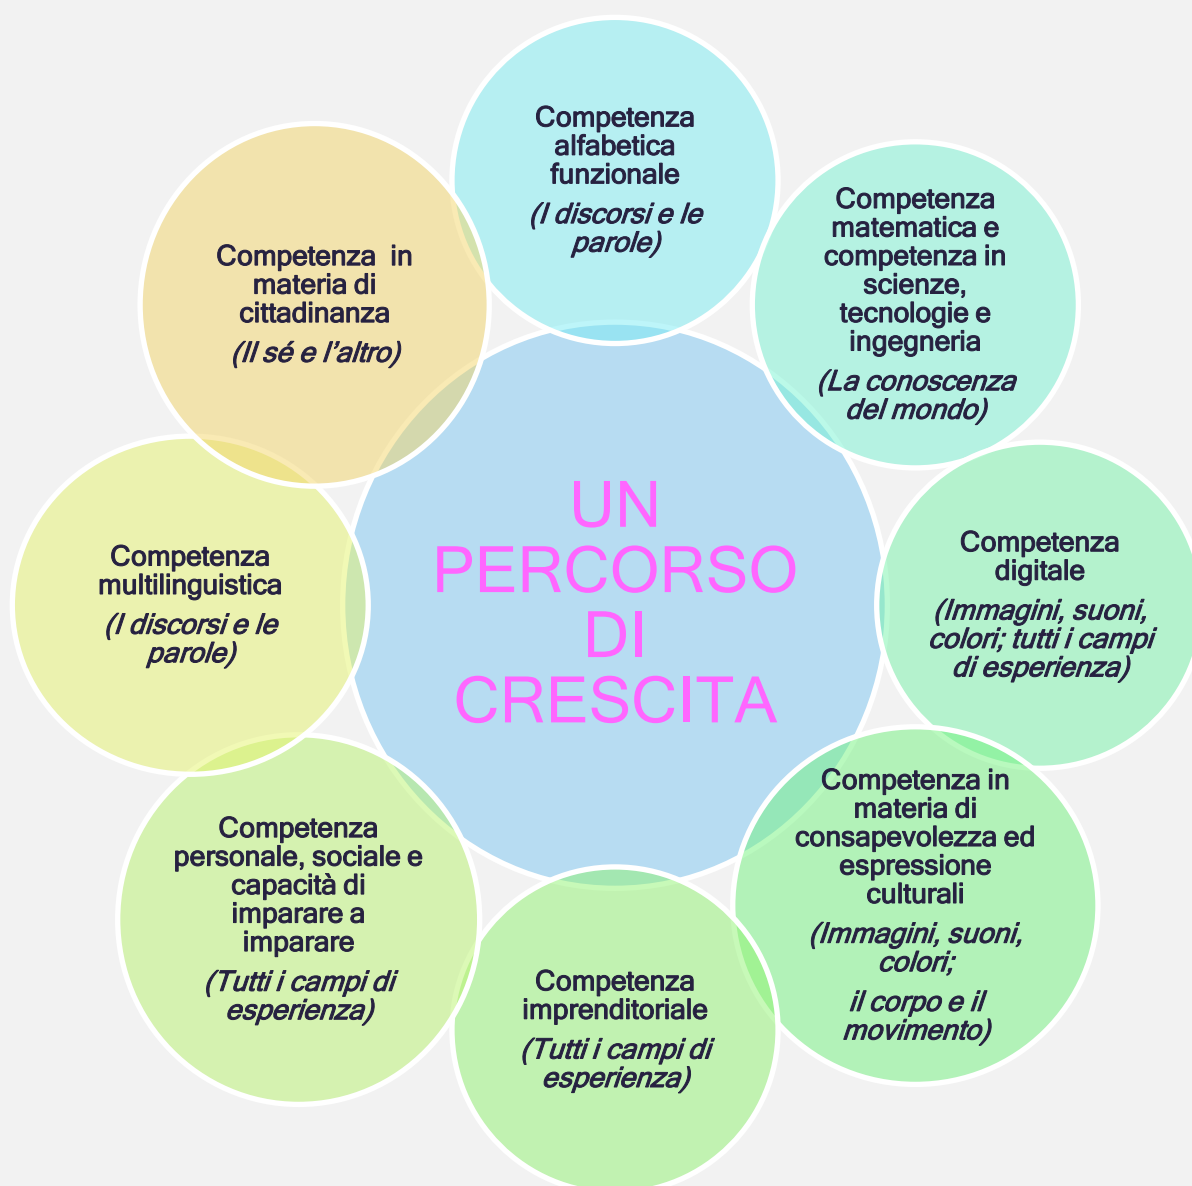 Competenza
alfabetica
funzionale
(I discorsi e le
parole)
Competenza
matematica e
competenza in
scienze,
tecnologie e
ingegneria
(La conoscenza
del mondo)
Competenza
digitale
(Immagini, suoni,
colori; tutti i campi
di esperienza)
Competenza in
materia di
consapevolezza ed
espressione
culturali
(Immagini, suoni,
colori;
il corpo e il
movimento)
Competenza
imprenditoriale
(Tutti i campi di
esperienza)
Competenza
personale, sociale e
capacità di
imparare a
imparare
(Tutti i campi di
esperienza)
Competenza
multilinguistica
(I discorsi e le
parole)
Competenza  in
materia di
cittadinanza
(Il sé e l’altro)
UN
PERCORSO
DI
CRESCITA